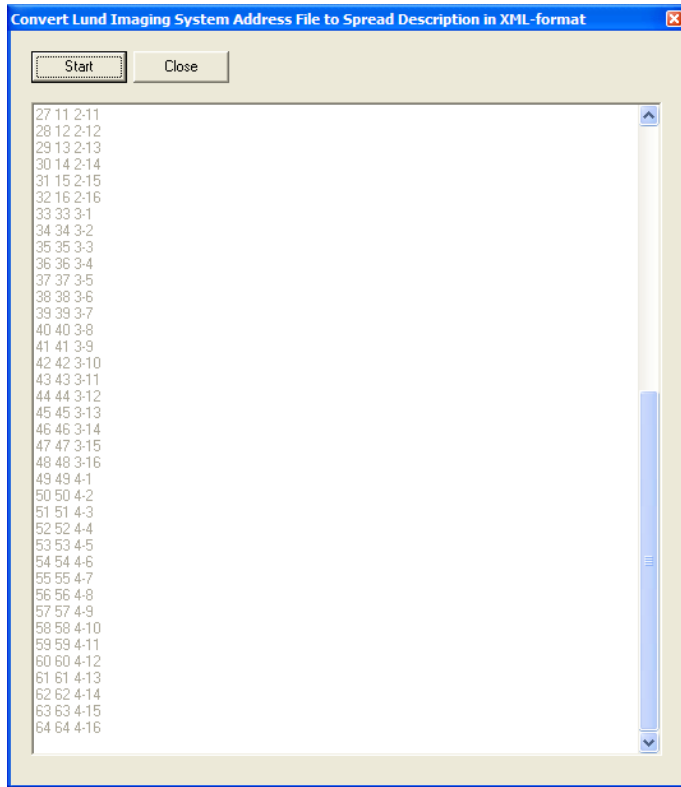 Convert Lund Imaging System Address File to Spread Description in XML-format
Start
Close
27 11 2-11
28 12 2-12
29 13 2-13
30 14 2-14
31 15 2-15
32 16 2-16
33 33 3-1
34 34 3-2
35 35 3-3
36 36 3-4
37 37 3-5
38 38 3-6
39 39 3-7
40 40 3-8
41 41 3-9
42 42 3-10
43 43 3-11
44 44 3-12
45 45 3-13
46 46 3-14
47 47 3-15
48 48 3-16
49 49 4-1
50 50 4-2
51 51 4-3
52 52 4-4
53 53 4-5
54 54 4-6
55 55 4-7
56 56 4-8
57 57 4-9
58 58 4-10
59 59 4-11
60 60 4-12
61 61 4-13
62 62 4-14
63 63 4-15
64 64 4-16